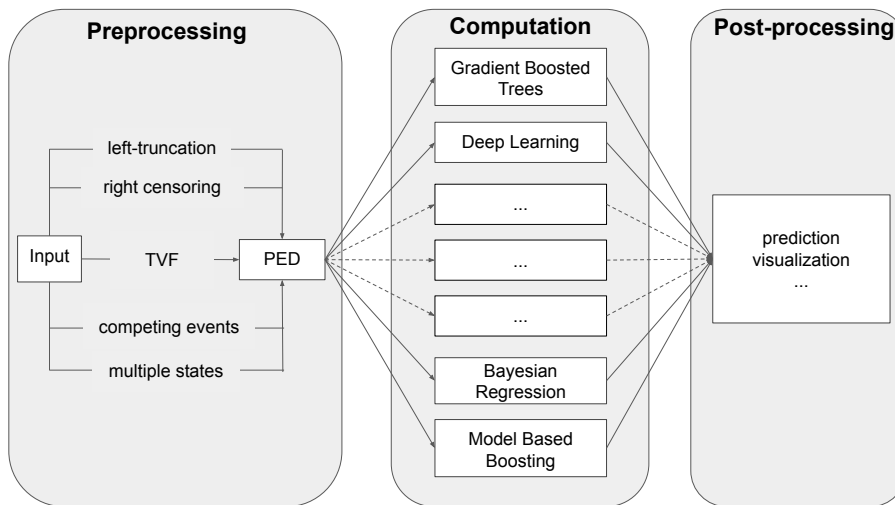 Preprocessing
left-truncation
right censoring
Input
TVF
PED
competing events
multiple states
Computation
Gradient Boosted
Trees
Deep Learning
...
...
...
Bayesian
Regression
Model Based
Boosting
Post-processing
prediction
visualization
...